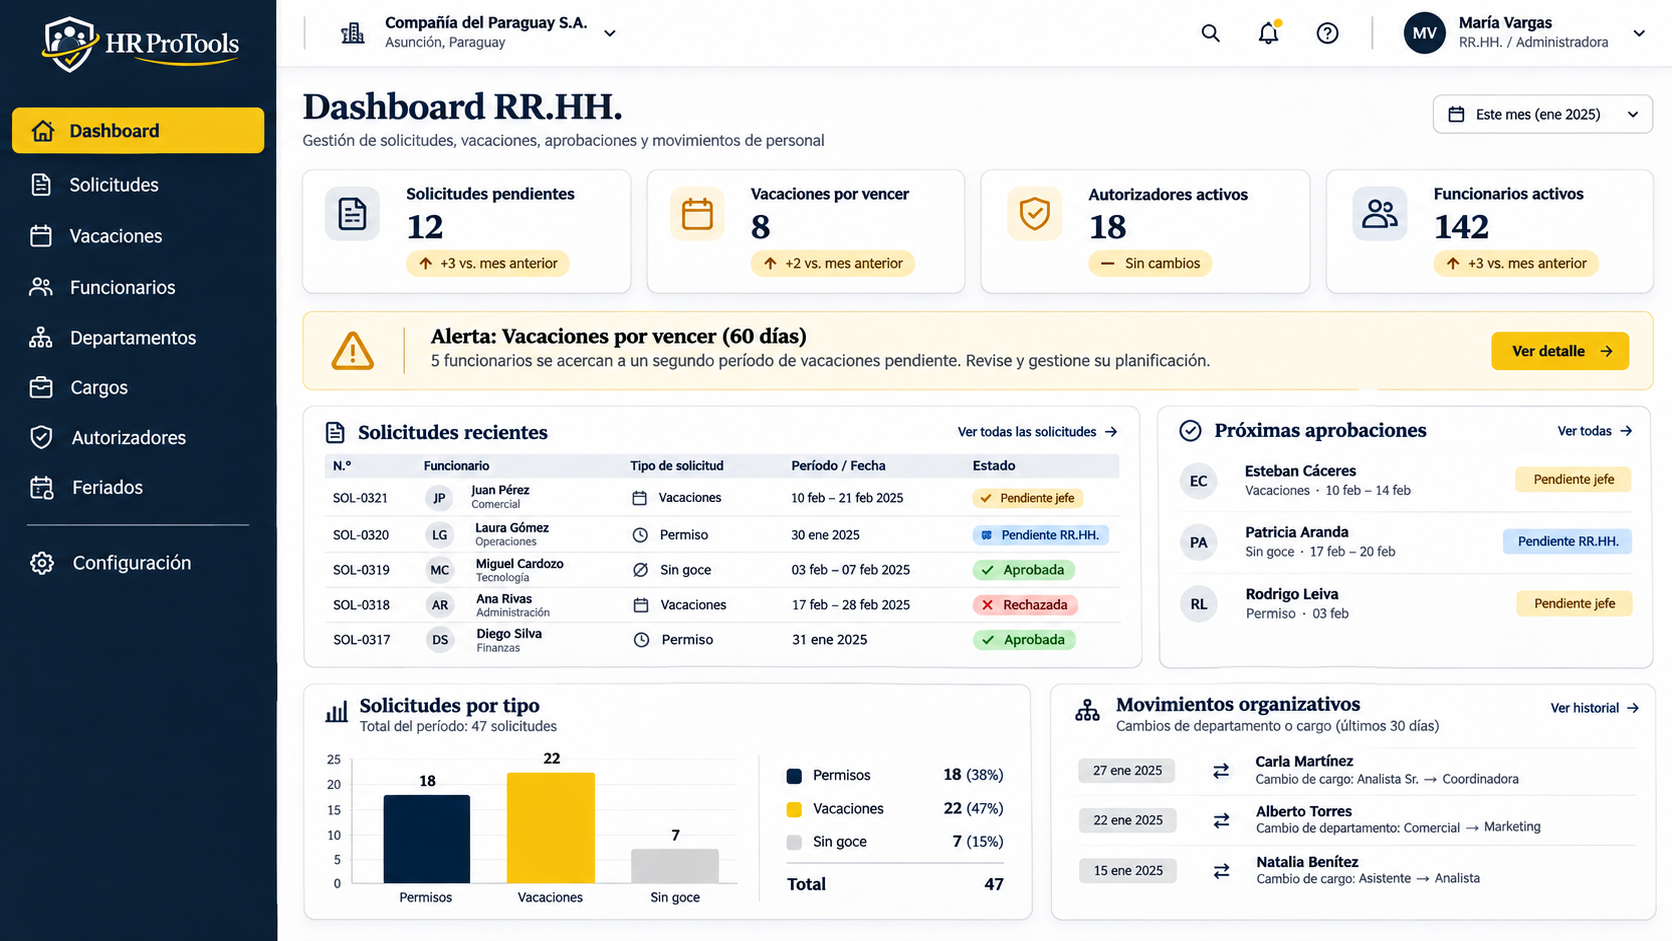 HR ProTools
Dashboard
Solicitudes
Vacaciones
Funcionarios
Departamentos
Cargos
Autorizadores
Feriados
Configuración
Compañía del Paraguay S.A.
Asunción, Paraguay
MV
María Vargas
RR.HH. / Administradora
Dashboard RR.HH.
Gestión de solicitudes, vacaciones, aprobaciones y movimientos de personal
Este mes (ene 2025)
Solicitudes pendientes
12
+3 vs. mes anterior
Vacaciones por vencer
8
+2 vs. mes anterior
Autorizadores activos
18
Sin cambios
Funcionarios activos
142
+3 vs. mes anterior
Alerta: Vacaciones por vencer (60 días)
5 funcionarios se acercan a un segundo período de vacaciones pendiente. Revise y gestione su planificación.
Ver detalle →
Solicitudes recientes
Ver todas las solicitudes →
N.º Funcionario Tipo de solicitud Período / Fecha Estado
SOL-0321 JP Juan Pérez Vacaciones 10 feb – 21 feb 2025 Pendiente jefe
Comercial
SOL-0320 LG Laura Gómez Permiso 30 ene 2025 Pendiente RR.HH.
Operaciones
SOL-0319 MC Miguel Cardozo Sin goce 03 feb – 07 feb 2025 Aprobada
Tecnología
SOL-0318 AR Ana Rivas Vacaciones 17 feb – 28 feb 2025 Rechazada
Administración
SOL-0317 DS Diego Silva Permiso 31 ene 2025 Aprobada
Finanzas
Próximas aprobaciones
Ver todas →
EC Esteban Cáceres Pendiente jefe
Vacaciones · 10 feb – 14 feb
PA Patricia Aranda Pendiente RR.HH.
Sin goce · 17 feb – 20 feb
RL Rodrigo Leiva Pendiente jefe
Permiso · 03 feb
Solicitudes por tipo
Total del período: 47 solicitudes
25
20
15
10
5
0
18
22
7
Permisos Vacaciones Sin goce
Permisos 18 (38%)
Vacaciones 22 (47%)
Sin goce 7 (15%)
Total 47
Movimientos organizativos
Ver historial →
Cambios de departamento o cargo (últimos 30 días)
27 ene 2025 Carla Martínez
Cambio de cargo: Analista Sr. → Coordinadora
22 ene 2025 Alberto Torres
Cambio de departamento: Comercial → Marketing
15 ene 2025 Natalia Benítez
Cambio de cargo: Asistente → Analista